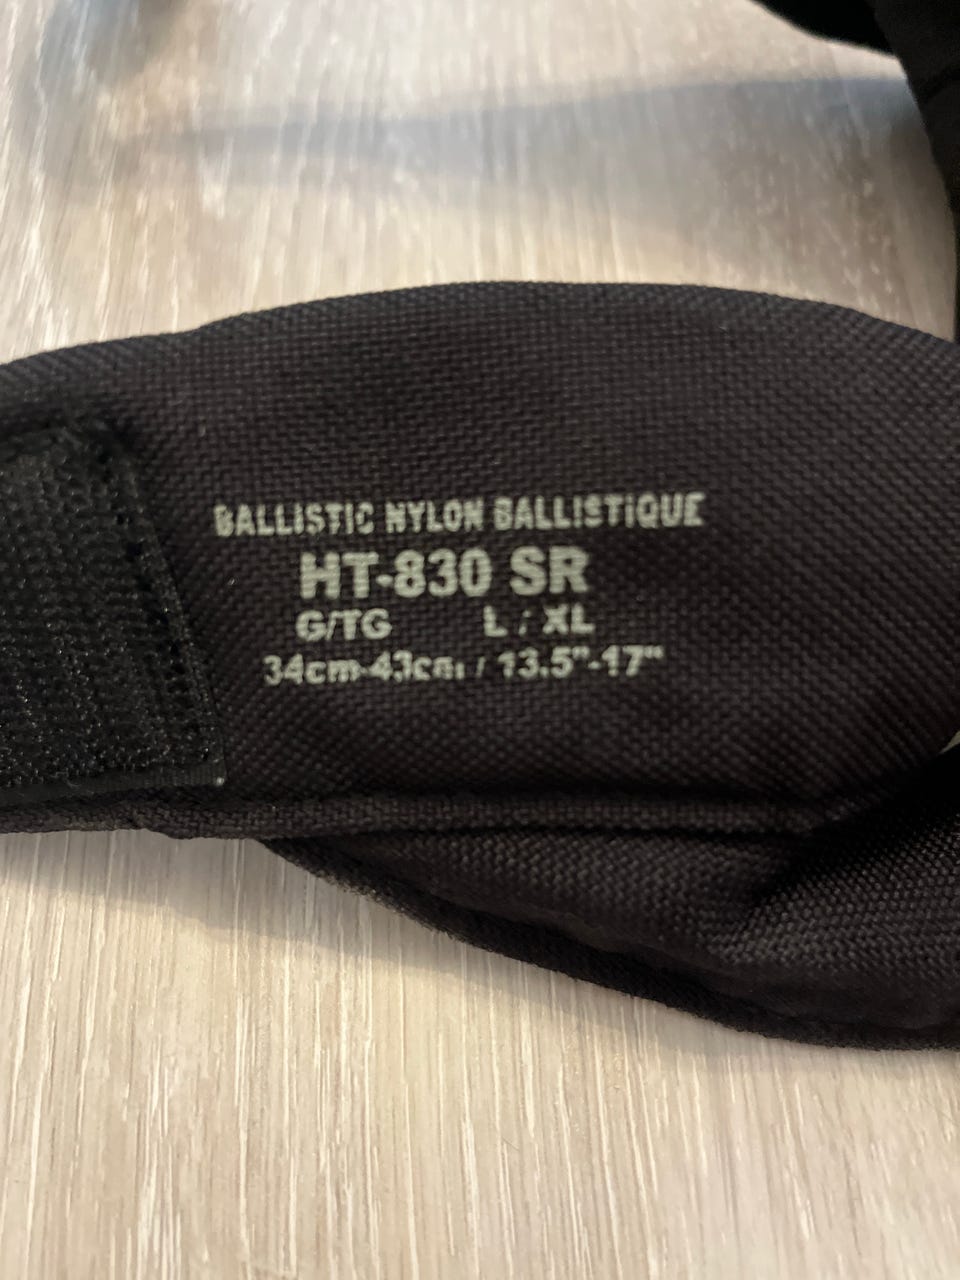 BALLISTIC NYLON BALLISTIQUE
HT-830 SR
G/TG L / XL
34cm-43cm / 13.5"-17"